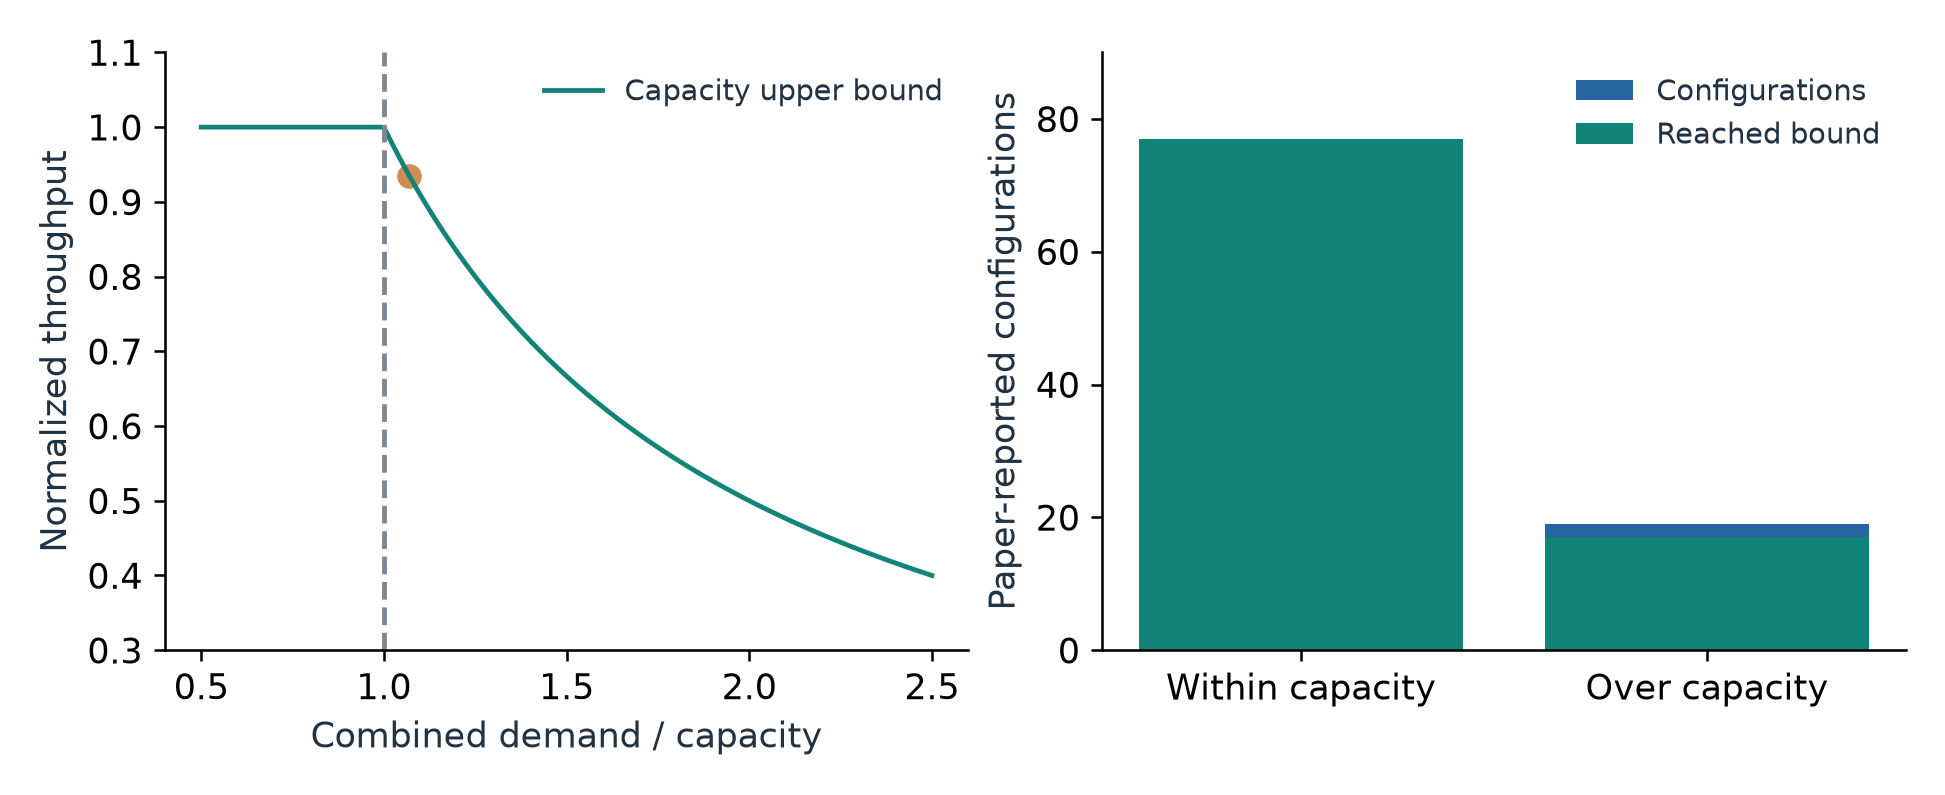 Normalized throughput
1.1
1.0
0.9
0.8
0.7
0.6
0.5
0.4
0.3
Capacity upper bound
0.5 1.0 1.5 2.0 2.5
Combined demand / capacity
Paper-reported configurations
80
60
40
20
0
Configurations
Reached bound
Within capacity Over capacity